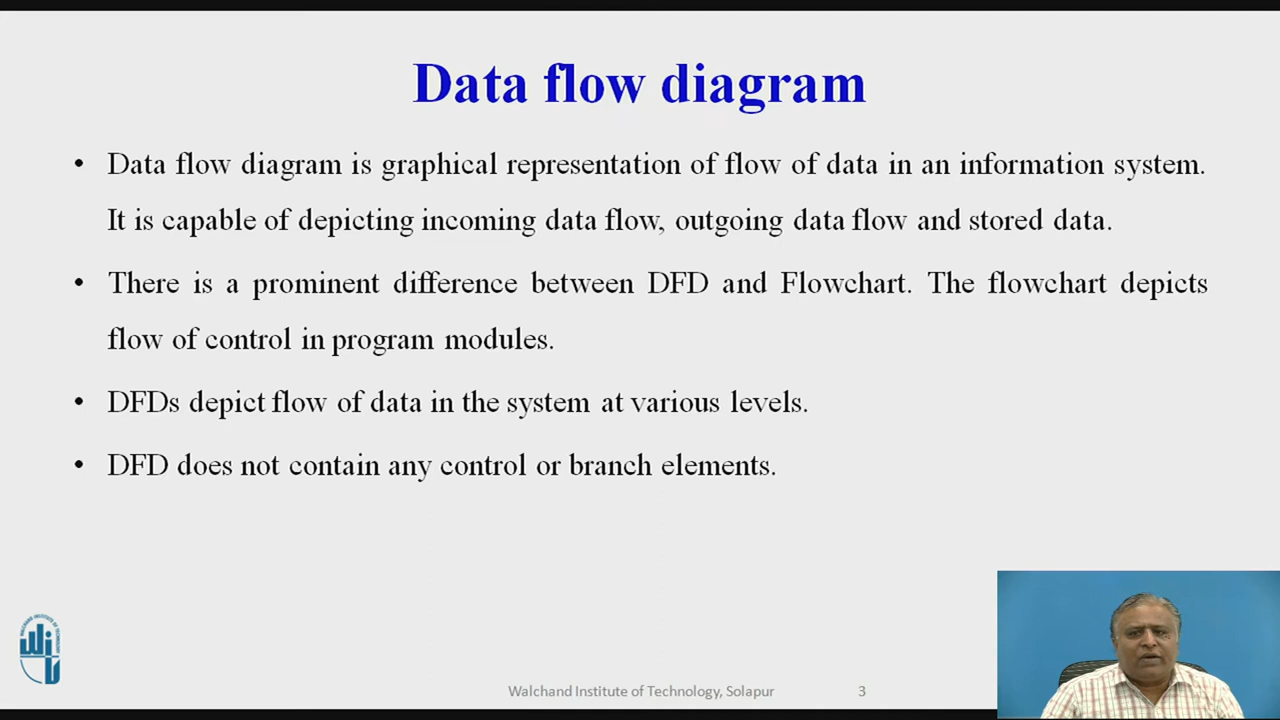 Data flow diagram
• Data flow diagram is graphical representation of flow of data in an information system.
It is capable of depicting incoming data flow, outgoing data flow and stored data.
• There is a prominent difference between DFD and Flowchart. The flowchart depicts
flow of control in program modules.
• DFDs depict flow of data in the system at various levels.
• DFD does not contain any control or branch elements.
Walchand Institute of Technology, Solapur 3